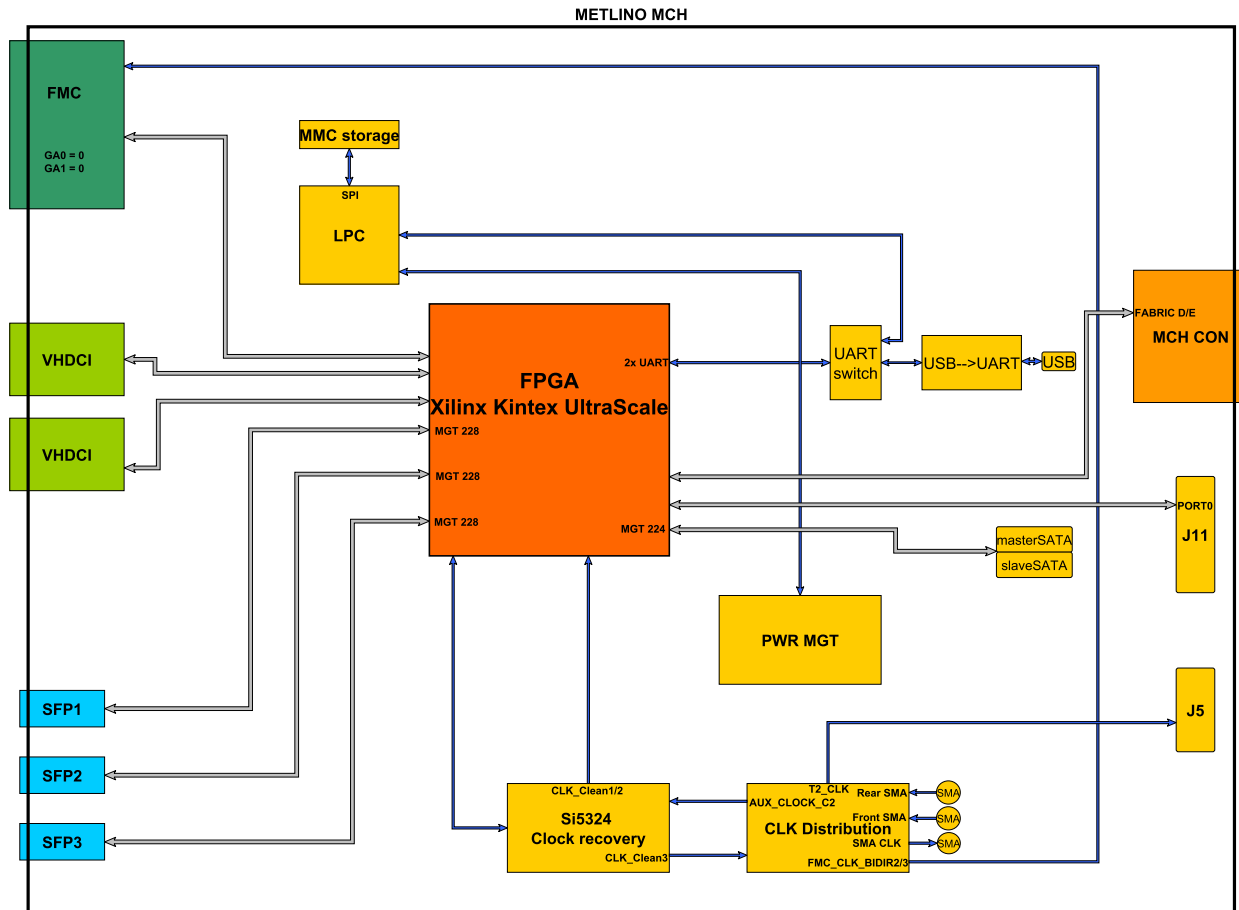 METLINO MCH
FMC
GA0 = 0
GA1 = 0
MMC storage
SPI
LPC
FABRIC D/E
MCH CON
VHDCI
VHDCI
FPGA
Xilinx Kintex UltraScale
2x UART
MGT 228
MGT 228
MGT 228
MGT 224
UART
switch
USB-->UART
USB
PORT0
J11
masterSATA
slaveSATA
PWR MGT
J5
SFP1
SFP2
SFP3
CLK_Clean1/2
Si5324
Clock recovery
CLK_Clean3
T2_CLK
AUX_CLOCK_C2
Rear SMA
SMA
Front SMA
SMA
CLK Distribution
SMA CLK
SMA
FMC_CLK_BIDIR2/3